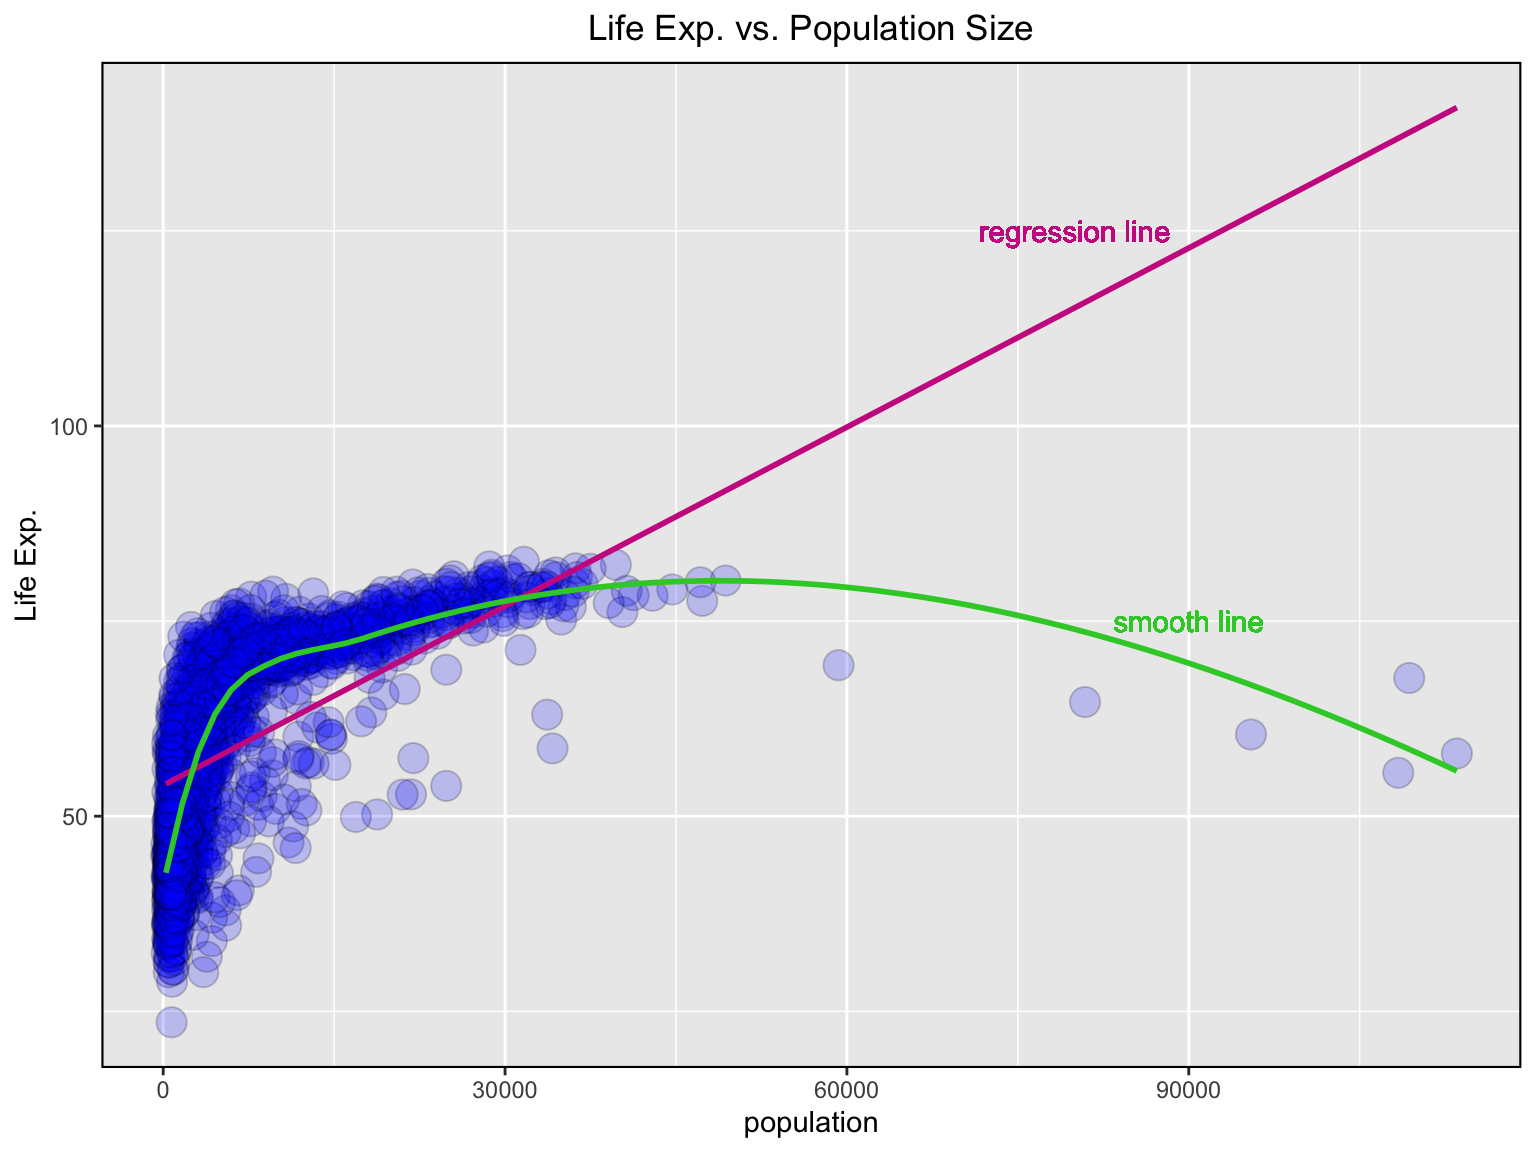 Life Exp. vs. Population Size
regression line
100
Life Exp.
smooth line
50
0 30000 60000 90000
population